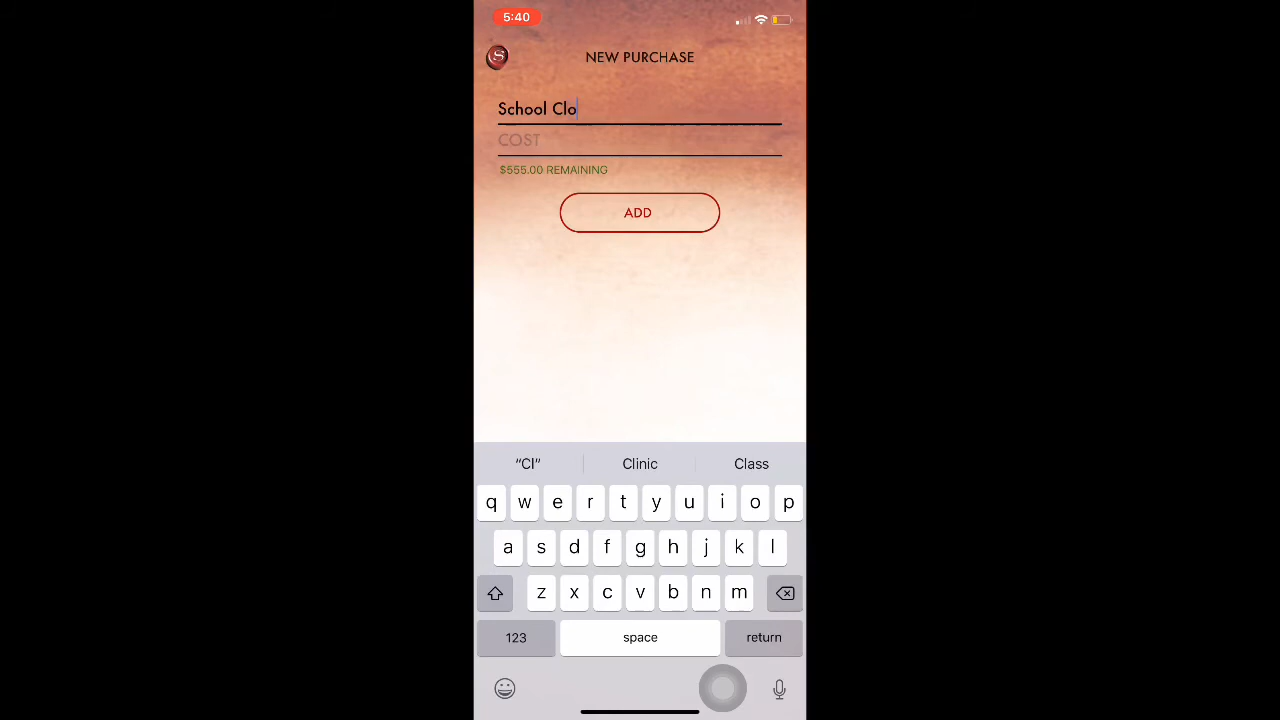 5:40
S
NEW PURCHASE
School Clo
COST
$555.00 REMAINING
ADD
“Cl” Clinic Class
q w e r t y u i o p
a s d f g h j k l
z x c v b n m
123 space return